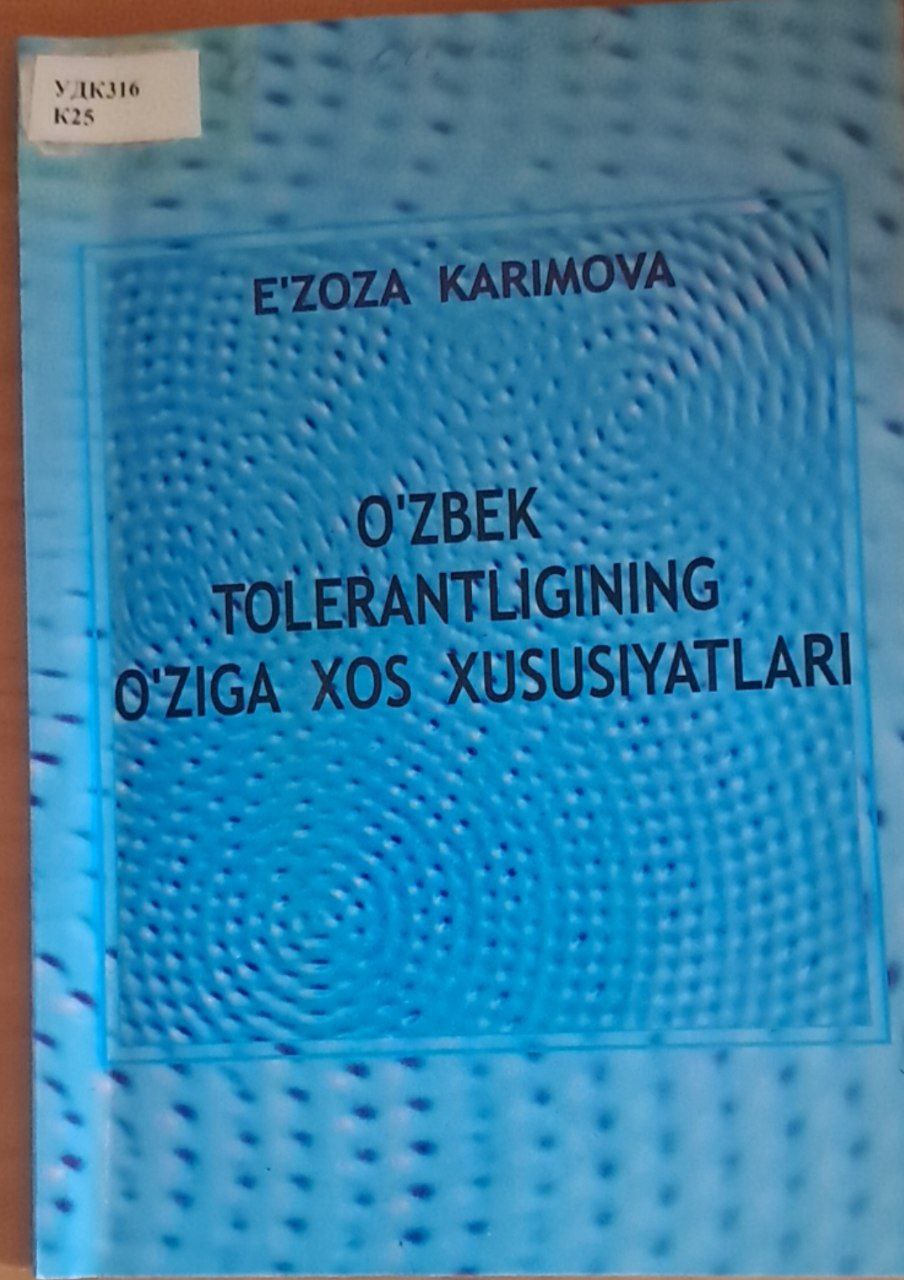 УДК316
К25
E'ZOZA KARIMOVA
O'ZBEK
TOLERANTLIGINING
O'ZIGA XOS XUSUSIYATLARI